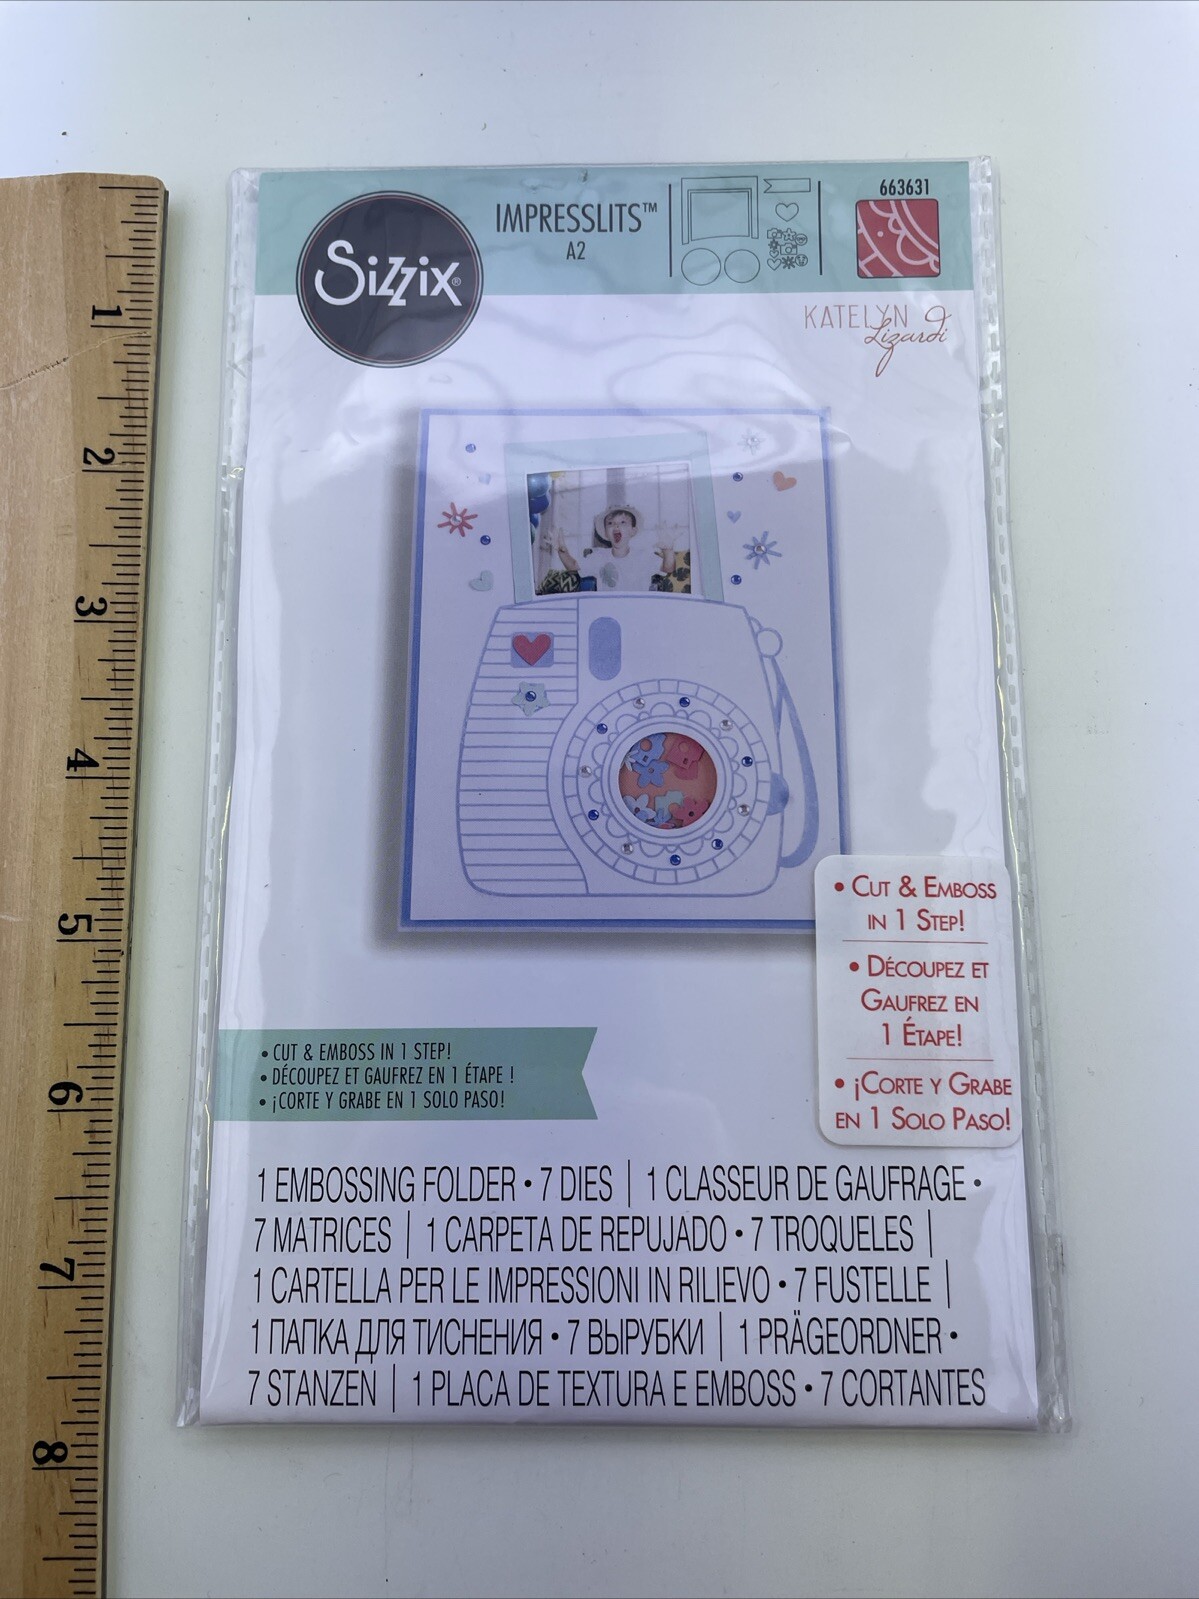 Sizzix®
IMPRESSLITS™
A2
663631
KATELYN
Lizardi
• CUT & EMBOSS
IN 1 STEP!
• DÉCOUPEZ ET
GAUFREZ EN
1 ÉTAPE!
• ¡CORTE Y GRABE
EN 1 SOLO PASO!
• CUT & EMBOSS IN 1 STEP!
• DÉCOUPEZ ET GAUFREZ EN 1 ÉTAPE !
• ¡CORTE Y GRABE EN 1 SOLO PASO!
1 EMBOSSING FOLDER • 7 DIES | 1 CLASSEUR DE GAUFRAGE •
7 MATRICES | 1 CARPETA DE REPUJADO • 7 TROQUELES |
1 CARTELLA PER LE IMPRESSIONI IN RILIEVO • 7 FUSTELLE |
1 ПАПКА ДЛЯ ТИСНЕНИЯ • 7 ВЫРУБКИ | 1 PRÄGEORDNER •
7 STANZEN | 1 PLACA DE TEXTURA E EMBOSS • 7 CORTANTES
1
2
3
4
5
6
7
8